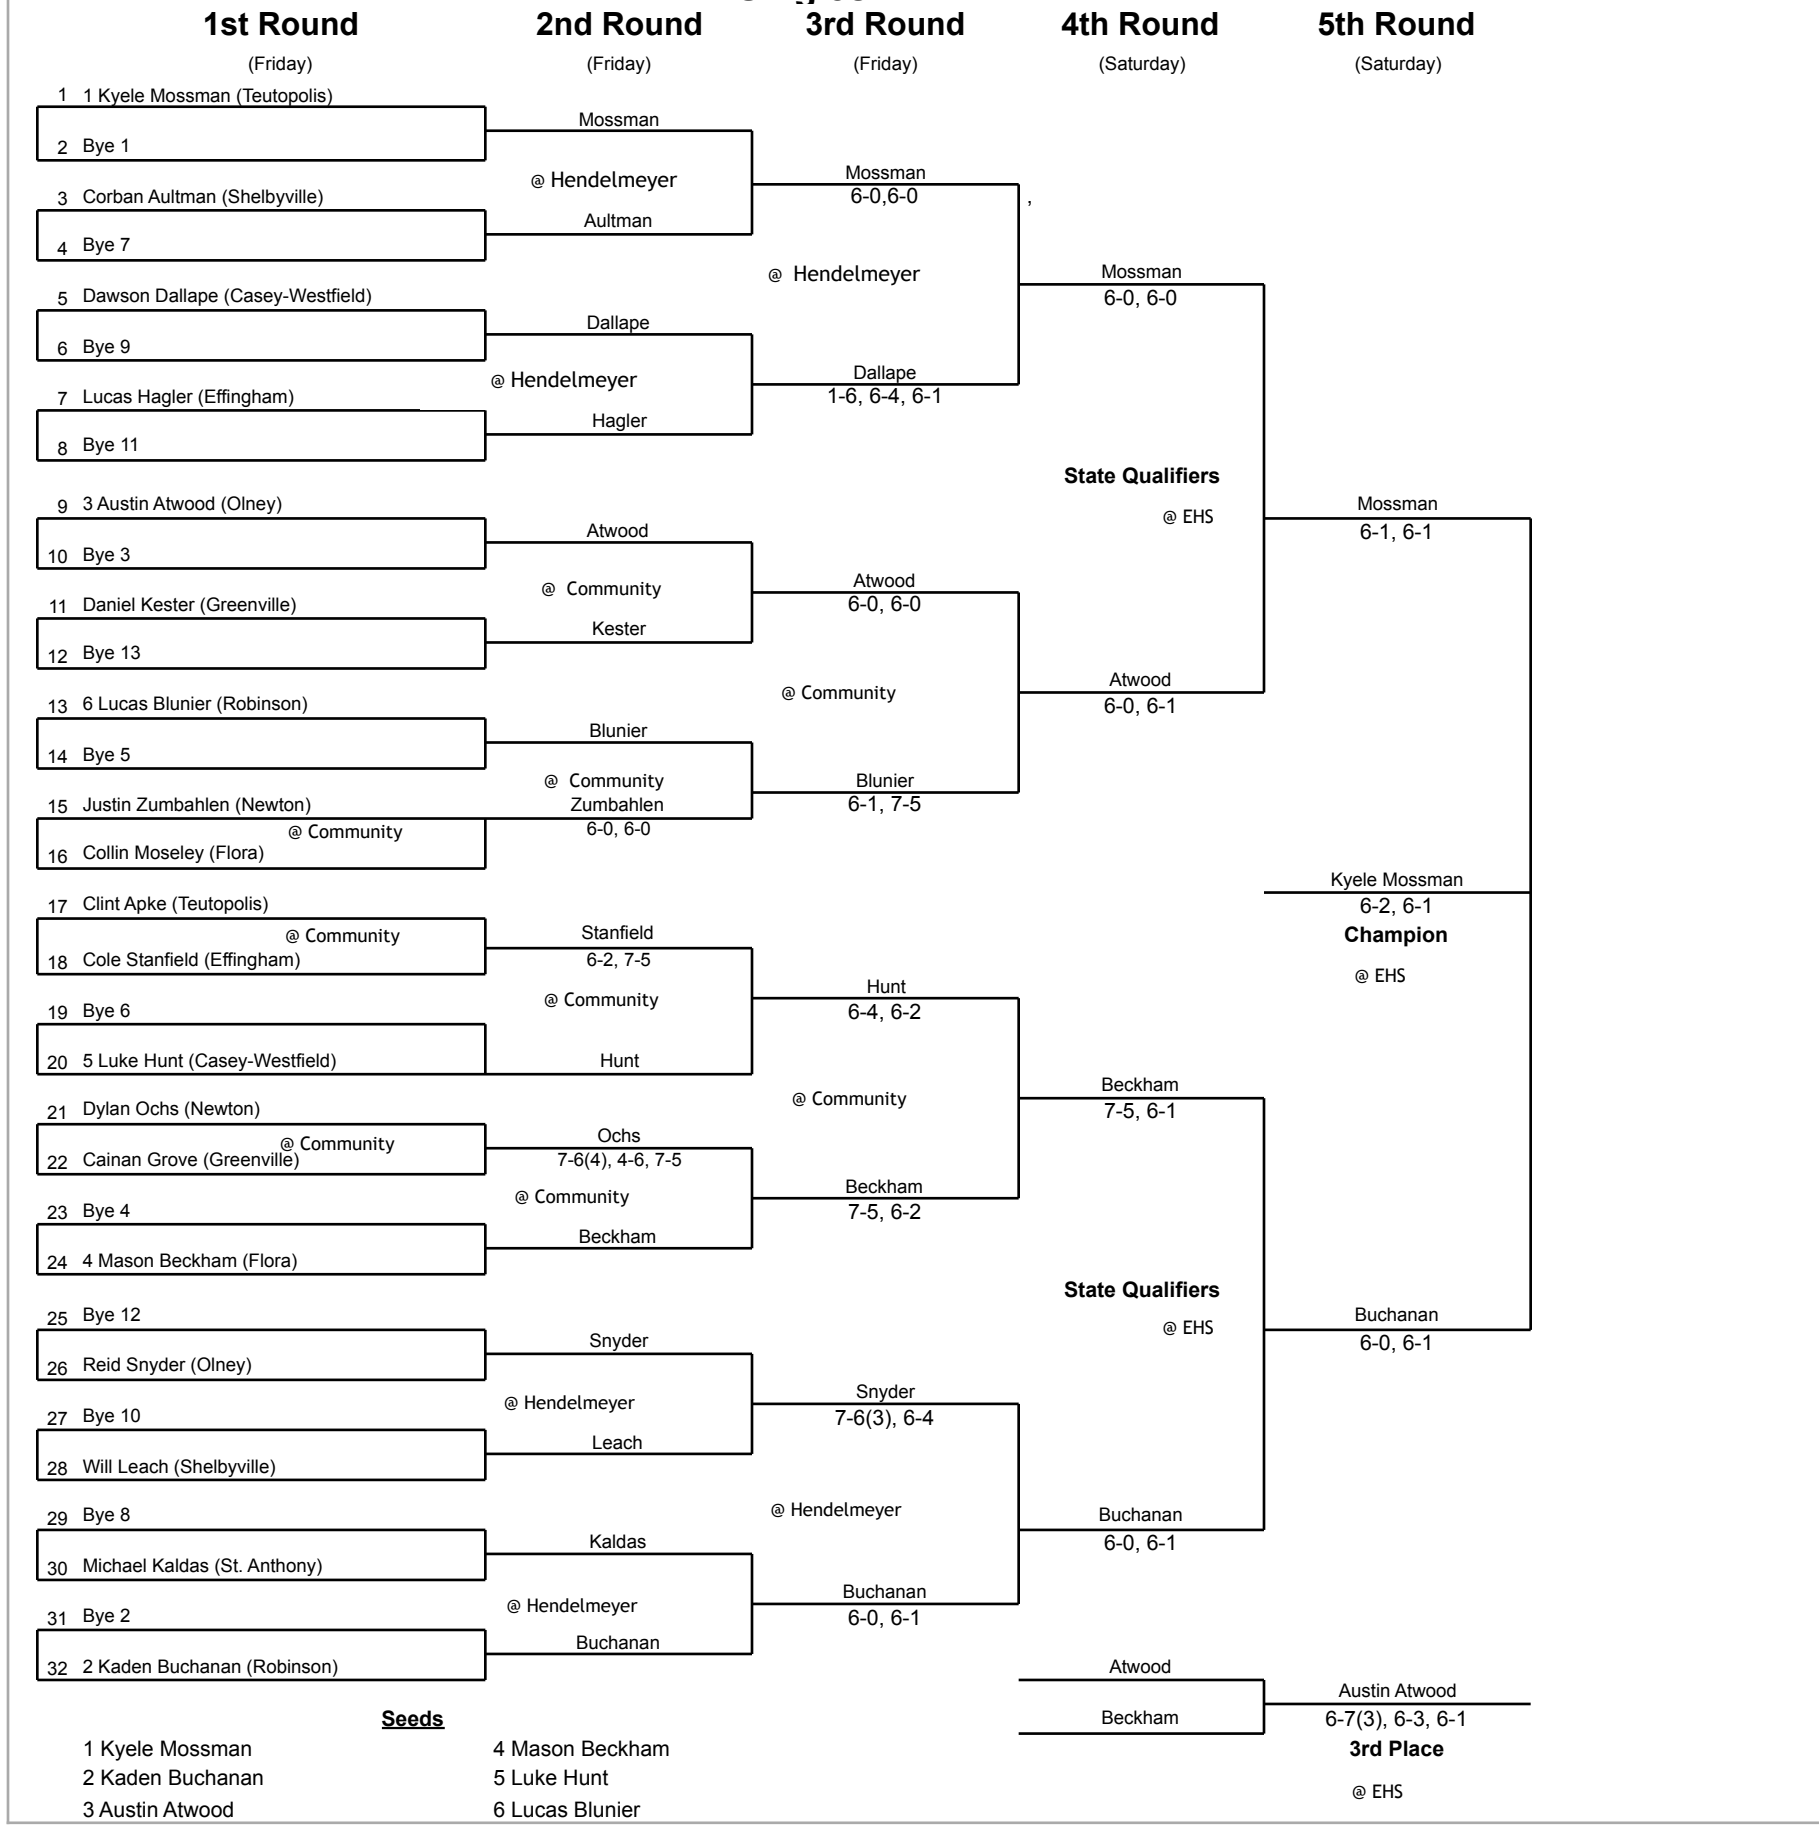 1st Round 2nd Round 3rd Round 4th Round 5th Round
(Friday) (Friday) (Friday) (Saturday) (Saturday)
1 1 Kyele Mossman (Teutopolis)
Mossman
2 Bye 1
Mossman
@ Hendelmeyer
6-0,6-0 ,
3 Corban Aultman (Shelbyville)
Aultman
4 Bye 7
Mossman
@ Hendelmeyer
6-0, 6-0
5 Dawson Dallape (Casey-Westfield)
Dallape
6 Bye 9
Dallape
@ Hendelmeyer
1-6, 6-4, 6-1
7 Lucas Hagler (Effingham)
Hagler
8 Bye 11
State Qualifiers
9 3 Austin Atwood (Olney)
Mossman
@ EHS
Atwood
6-1, 6-1
10 Bye 3
Atwood
@ Community
6-0, 6-0
11 Daniel Kester (Greenville)
Kester
12 Bye 13
Atwood
@ Community
6-0, 6-1
13 6 Lucas Blunier (Robinson)
Blunier
14 Bye 5
@ Community
Blunier
15 Justin Zumbahlen (Newton)
Zumbahlen
6-1, 7-5
@ Community
6-0, 6-0
16 Collin Moseley (Flora)
Kyele Mossman
17 Clint Apke (Teutopolis)
6-2, 6-1
@ Community
Stanfield
Champion
18 Cole Stanfield (Effingham)
6-2, 7-5
@ EHS
Hunt
@ Community
19 Bye 6
6-4, 6-2
20 5 Luke Hunt (Casey-Westfield)
Hunt
Beckham
@ Community
21 Dylan Ochs (Newton)
7-5, 6-1
@ Community
Ochs
22 Cainan Grove (Greenville)
7-6(4), 4-6, 7-5
Beckham
@ Community
23 Bye 4
7-5, 6-2
Beckham
24 4 Mason Beckham (Flora)
State Qualifiers
25 Bye 12
Buchanan
@ EHS
Snyder
6-0, 6-1
26 Reid Snyder (Olney)
Snyder
@ Hendelmeyer
27 Bye 10
7-6(3), 6-4
Leach
28 Will Leach (Shelbyville)
@ Hendelmeyer
29 Bye 8
Buchanan
Kaldas
6-0, 6-1
30 Michael Kaldas (St. Anthony)
Buchanan
@ Hendelmeyer
31 Bye 2
6-0, 6-1
Buchanan
32 2 Kaden Buchanan (Robinson)
Atwood
Austin Atwood
Beckham
6-7(3), 6-3, 6-1
3rd Place
@ EHS
Seeds
1 Kyele Mossman 4 Mason Beckham
2 Kaden Buchanan 5 Luke Hunt
3 Austin Atwood 6 Lucas Blunier